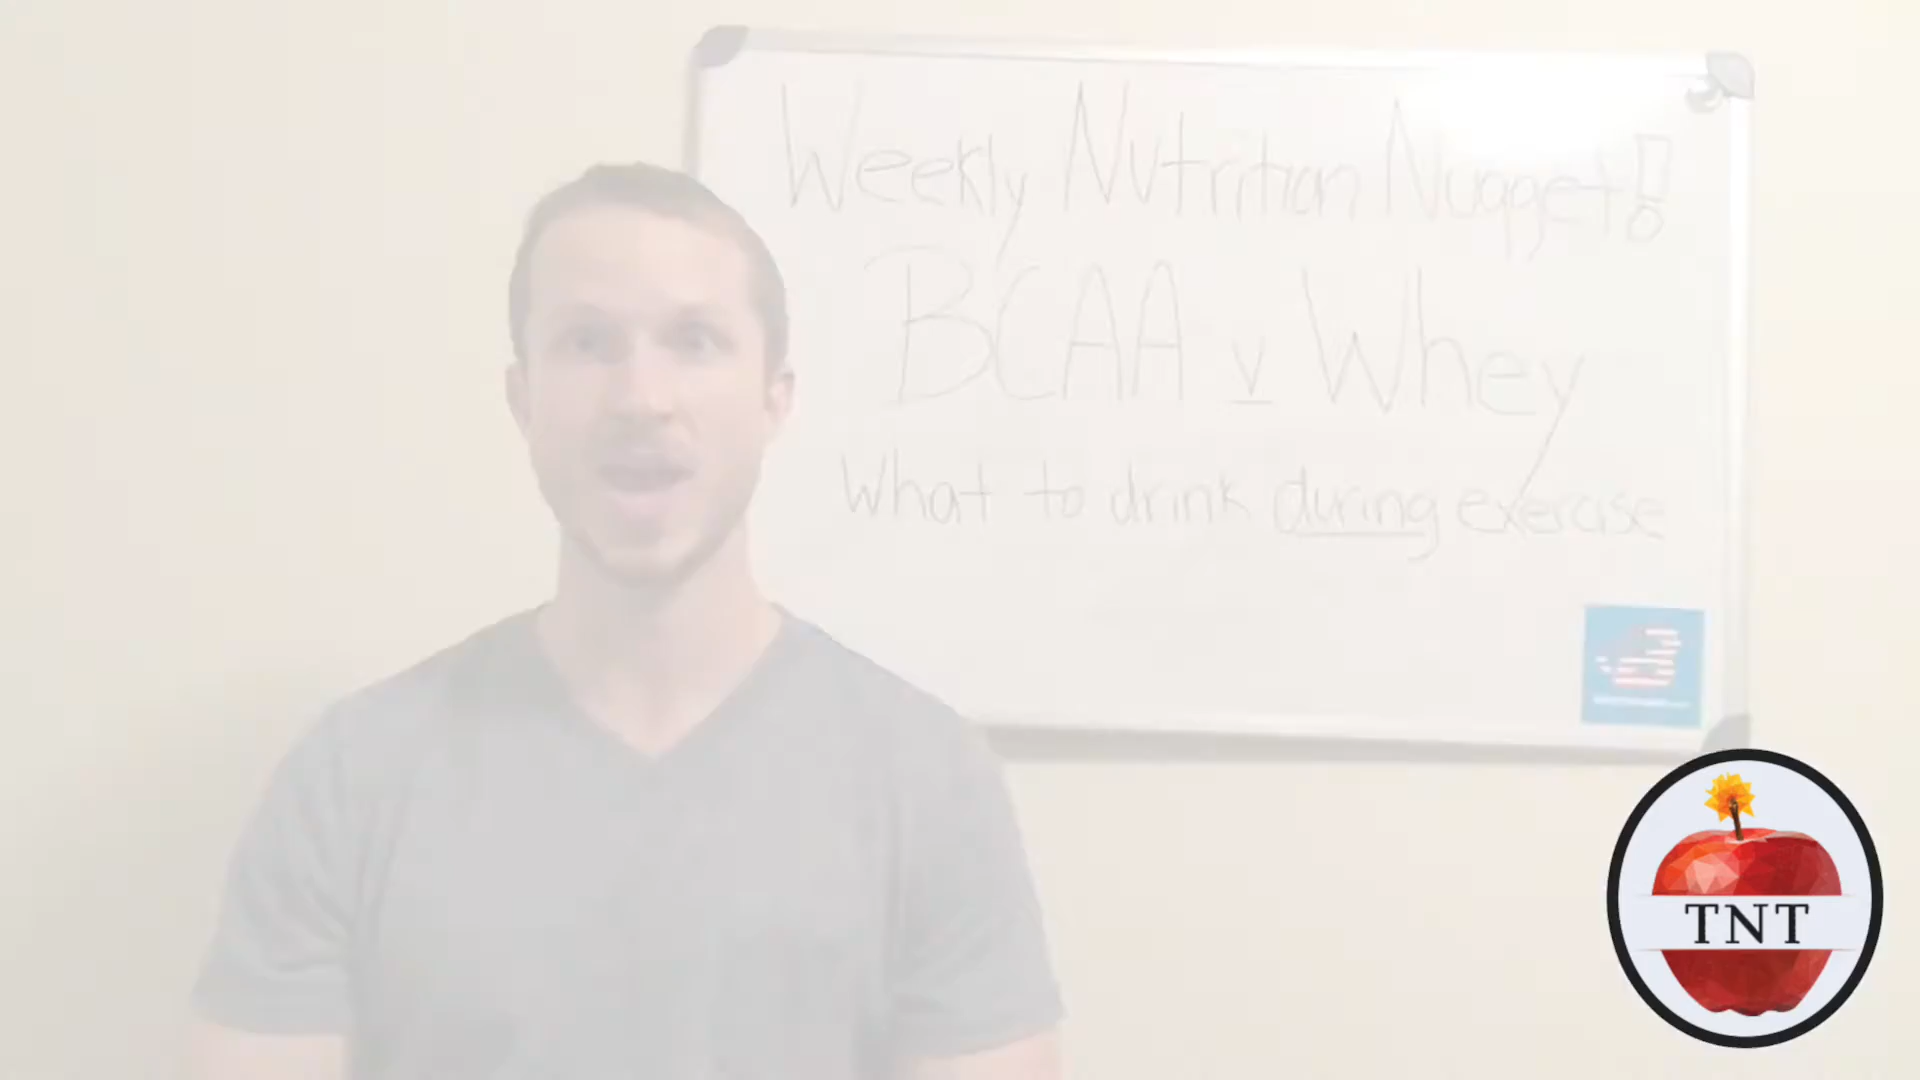 Weekly Nutrition Nugget!
BCAA v Whey
What to drink during exercise
TNT